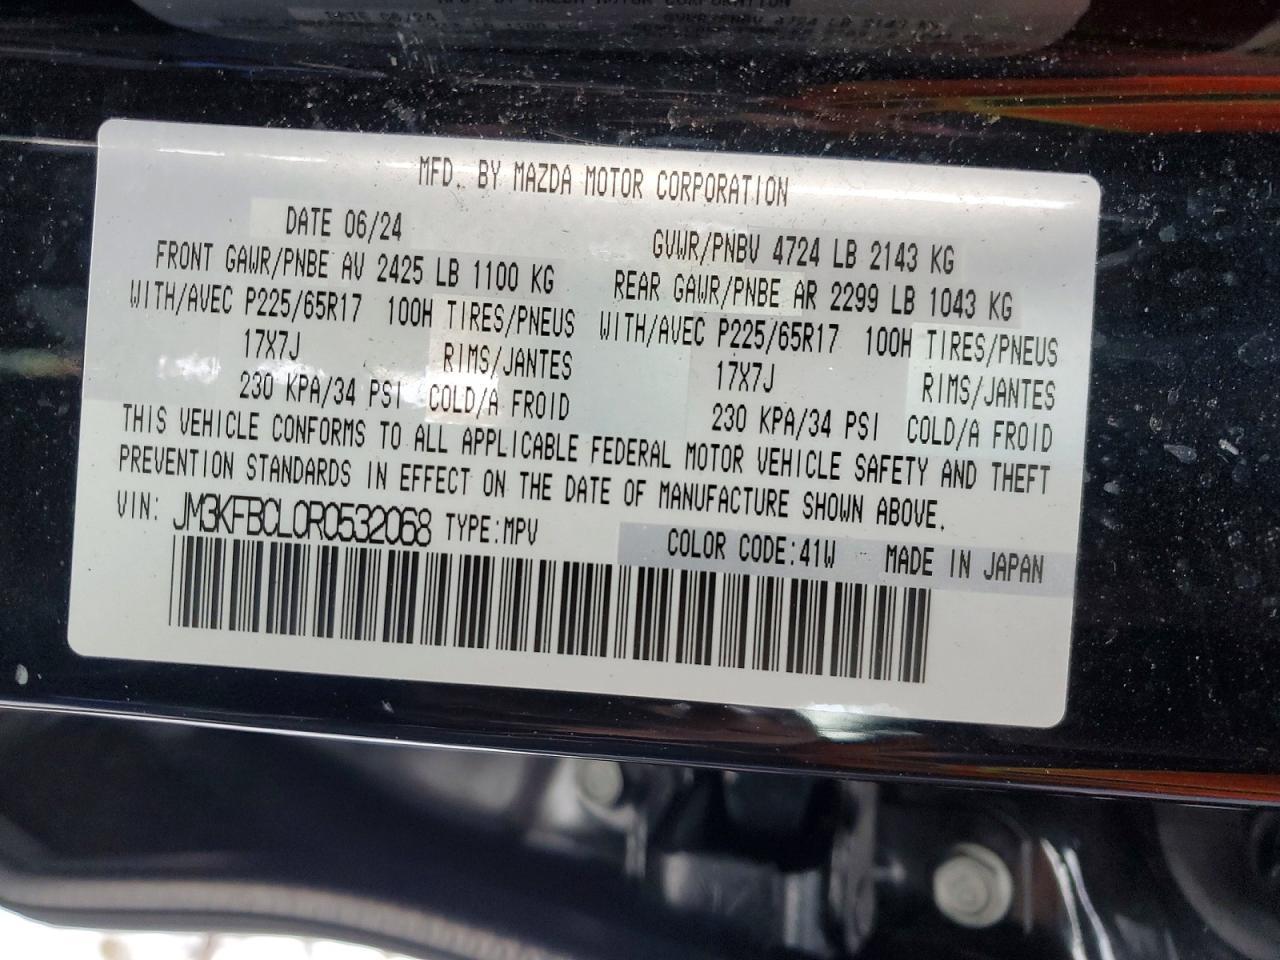 MFD. BY MAZDA MOTOR CORPORATION
DATE 06/24 GVWR/PNBV 4724 LB 2143 KG
FRONT GAWR/PNBE AV 2425 LB 1100 KG REAR GAWR/PNBE AR 2299 LB 1043 KG
WITH/AVEC P225/65R17 100H TIRES/PNEUS WITH/AVEC P225/65R17 100H TIRES/PNEUS
17X7J RIMS/JANTES 17X7J RIMS/JANTES
230 KPA/34 PSI COLD/A FROID 230 KPA/34 PSI COLD/A FROID
THIS VEHICLE CONFORMS TO ALL APPLICABLE FEDERAL MOTOR VEHICLE SAFETY AND THEFT
PREVENTION STANDARDS IN EFFECT ON THE DATE OF MANUFACTURE SHOWN ABOVE.
VIN: JM3KFBCL0R0532068 TYPE:MPV COLOR CODE:41W MADE IN JAPAN